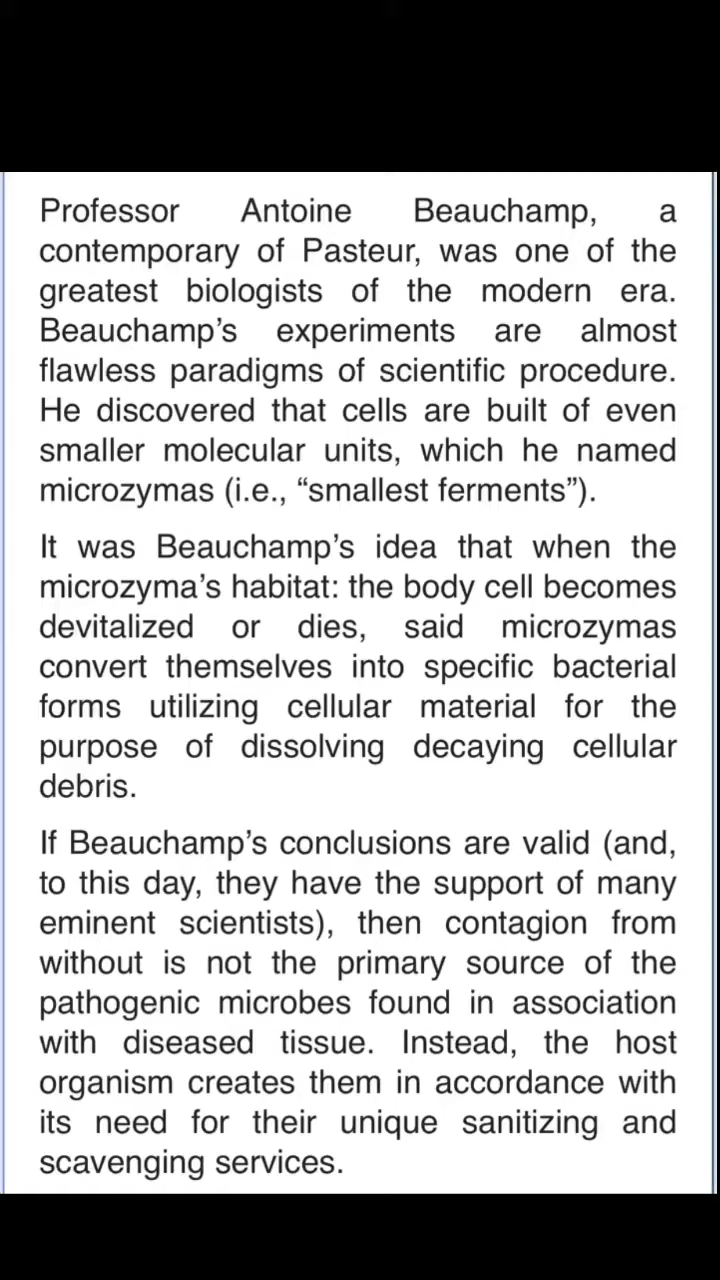 Professor Antoine Beauchamp, a
contemporary of Pasteur, was one of the
greatest biologists of the modern era.
Beauchamp’s experiments are almost
flawless paradigms of scientific procedure.
He discovered that cells are built of even
smaller molecular units, which he named
microzymas (i.e., “smallest ferments”).
It was Beauchamp’s idea that when the
microzyma’s habitat: the body cell becomes
devitalized or dies, said microzymas
convert themselves into specific bacterial
forms utilizing cellular material for the
purpose of dissolving decaying cellular
debris.
If Beauchamp’s conclusions are valid (and,
to this day, they have the support of many
eminent scientists), then contagion from
without is not the primary source of the
pathogenic microbes found in association
with diseased tissue. Instead, the host
organism creates them in accordance with
its need for their unique sanitizing and
scavenging services.